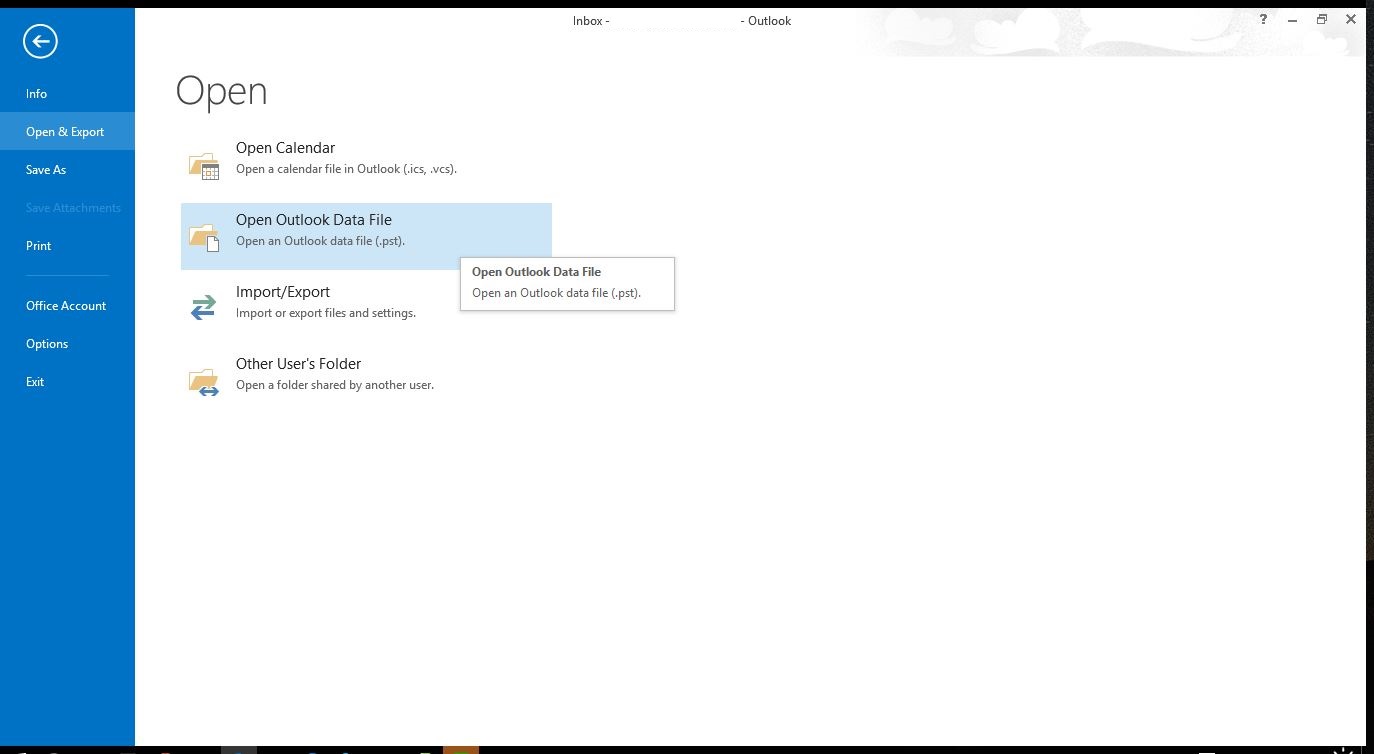 Inbox - - Outlook
?
Info
Open & Export
Save As
Save Attachments
Print
Office Account
Options
Exit
Open
Open Calendar
Open a calendar file in Outlook (.ics, .vcs).
Open Outlook Data File
Open an Outlook data file (.pst).
Open Outlook Data File
Open an Outlook data file (.pst).
Import/Export
Import or export files and settings.
Other User's Folder
Open a folder shared by another user.